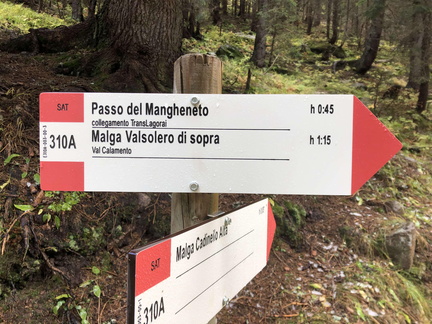 SAT
Passo del Mangheneto h 0:45
collegamento TransLagorai
310A
Malga Valsolero di sopra h 1:15
Val Calamento
SAT
Malga Cadinello Alta
310A